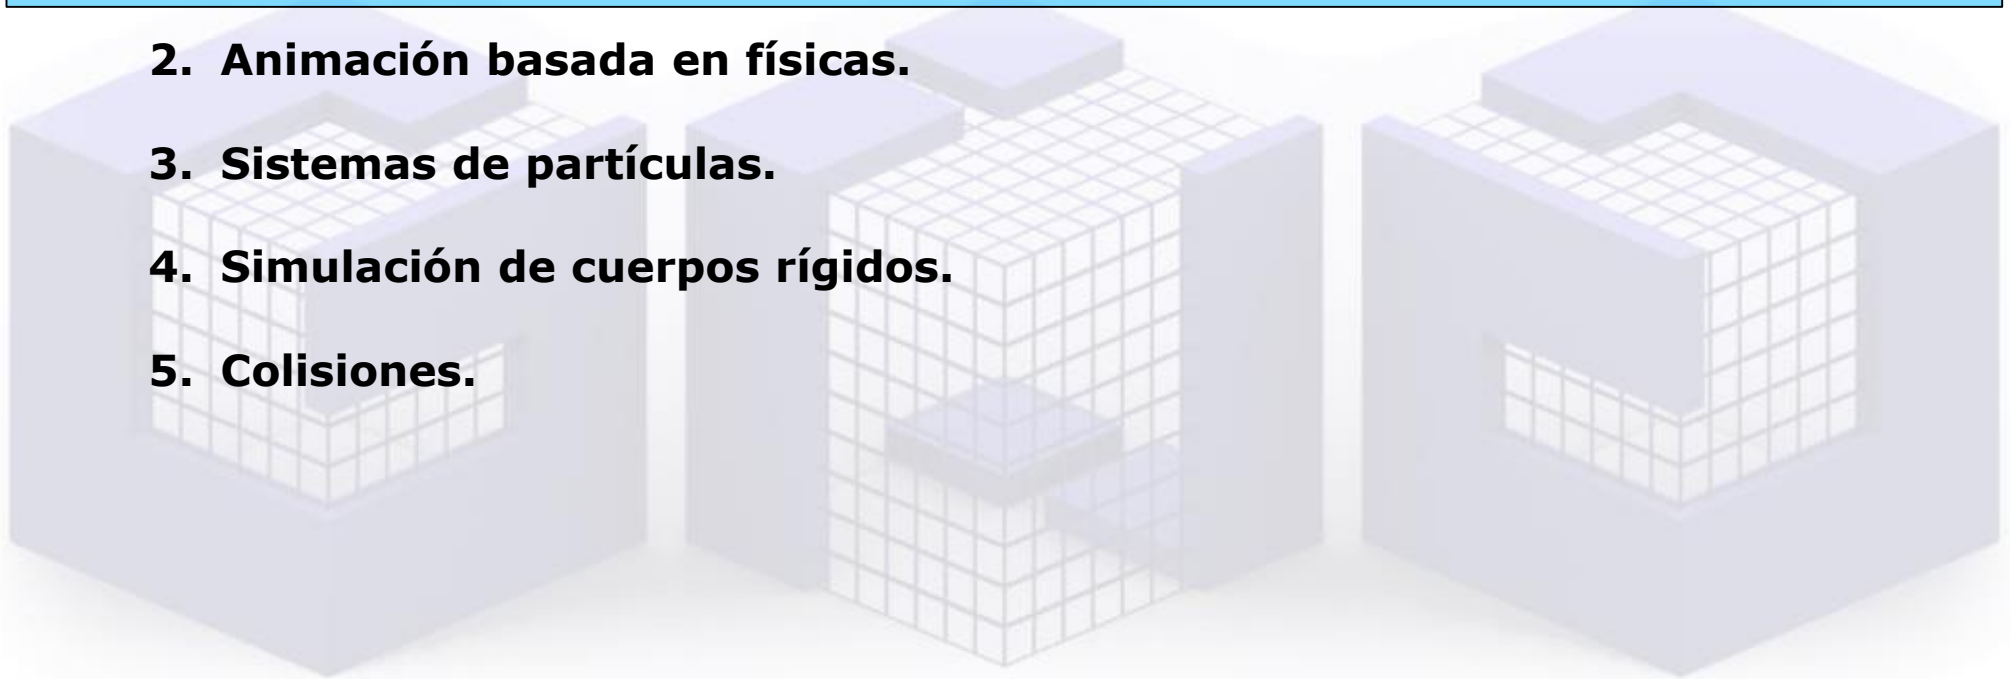 2. Animación basada en físicas.
3. Sistemas de partículas.
4. Simulación de cuerpos rígidos.
5. Colisiones.